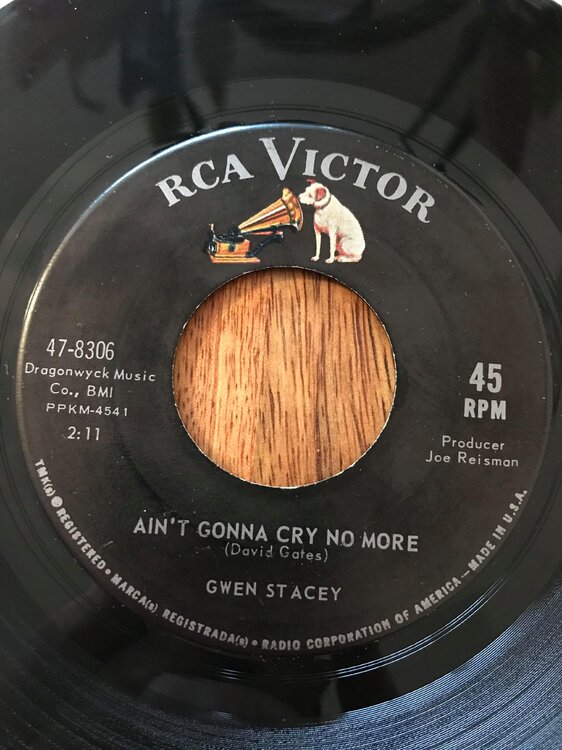 RCA VICTOR
47-8306
Dragonwyck Music
Co., BMI
PPKM-4541
2:11
45
RPM
Producer
Joe Reisman
AIN'T GONNA CRY NO MORE
(David Gates)
GWEN STACEY
TMK(s) ® REGISTERED • MARCA(s) REGISTRADA(s) • RADIO CORPORATION OF AMERICA—MADE IN U.S.A.